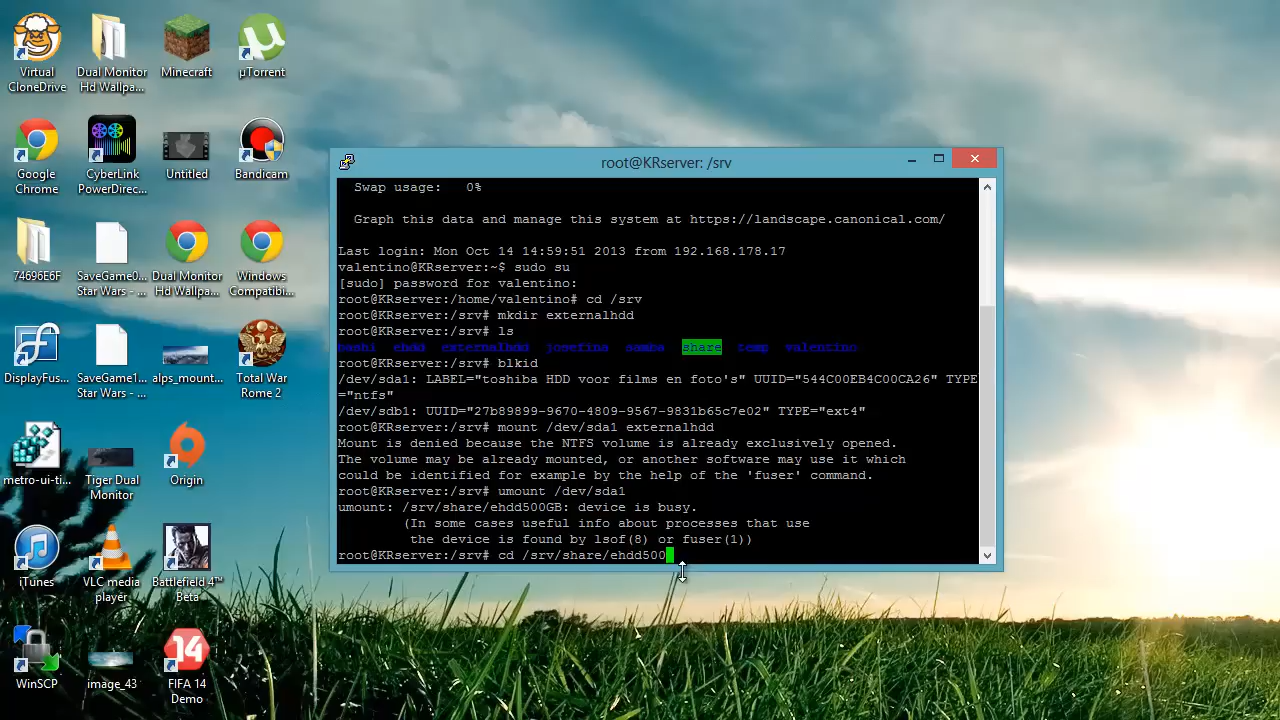 Virtual CloneDrive
Dual Monitor Hd Wallpa...
Minecraft
µTorrent
Google Chrome
CyberLink PowerDirec...
Untitled
Bandicam
74696E6F
SaveGame0... Star Wars - ...
Dual Monitor Hd Wallpa...
Windows Compatibi...
DisplayFus...
SaveGame1... Star Wars - ...
alps_mount...
Total War Rome 2
metro-ui-ti...
Tiger Dual Monitor
Origin
iTunes
VLC media player
Battlefield 4™ Beta
WinSCP
image_43
14
FIFA 14 Demo
root@KRserver: /srv
Swap usage:   0%
Graph this data and manage this system at https://landscape.canonical.com/
Last login: Mon Oct 14 14:59:51 2013 from 192.168.178.17
valentino@KRserver:~$ sudo su
[sudo] password for valentino:
root@KRserver:/home/valentino# cd /srv
root@KRserver:/srv# mkdir externalhdd
root@KRserver:/srv# ls
ehdd  externalhdd  josefina  samba  share  temp  valentino
root@KRserver:/srv# blkid
/dev/sda1: LABEL="toshiba HDD voor films en foto's" UUID="544C00EB4C00CA26" TYPE
="ntfs"
/dev/sdb1: UUID="27b89899-9670-4809-9567-9831b65c7e02" TYPE="ext4"
root@KRserver:/srv# mount /dev/sda1 externalhdd
Mount is denied because the NTFS volume is already exclusively opened.
The volume may be already mounted, or another software may use it which
could be identified for example by the help of the 'fuser' command.
root@KRserver:/srv# umount /dev/sda1
umount: /srv/share/ehdd500GB: device is busy.
(In some cases useful info about processes that use
the device is found by lsof(8) or fuser(1))
root@KRserver:/srv# cd /srv/share/ehdd500